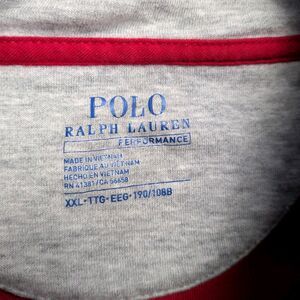 POLO
RALPH LAUREN
PERFORMANCE
MADE IN VIETNAM
FABRIQUÉ AU VIETNAM
HECHO EN VIETNAM
RN 41381/CA 56658
XXL-TTG-EEG-190/108B